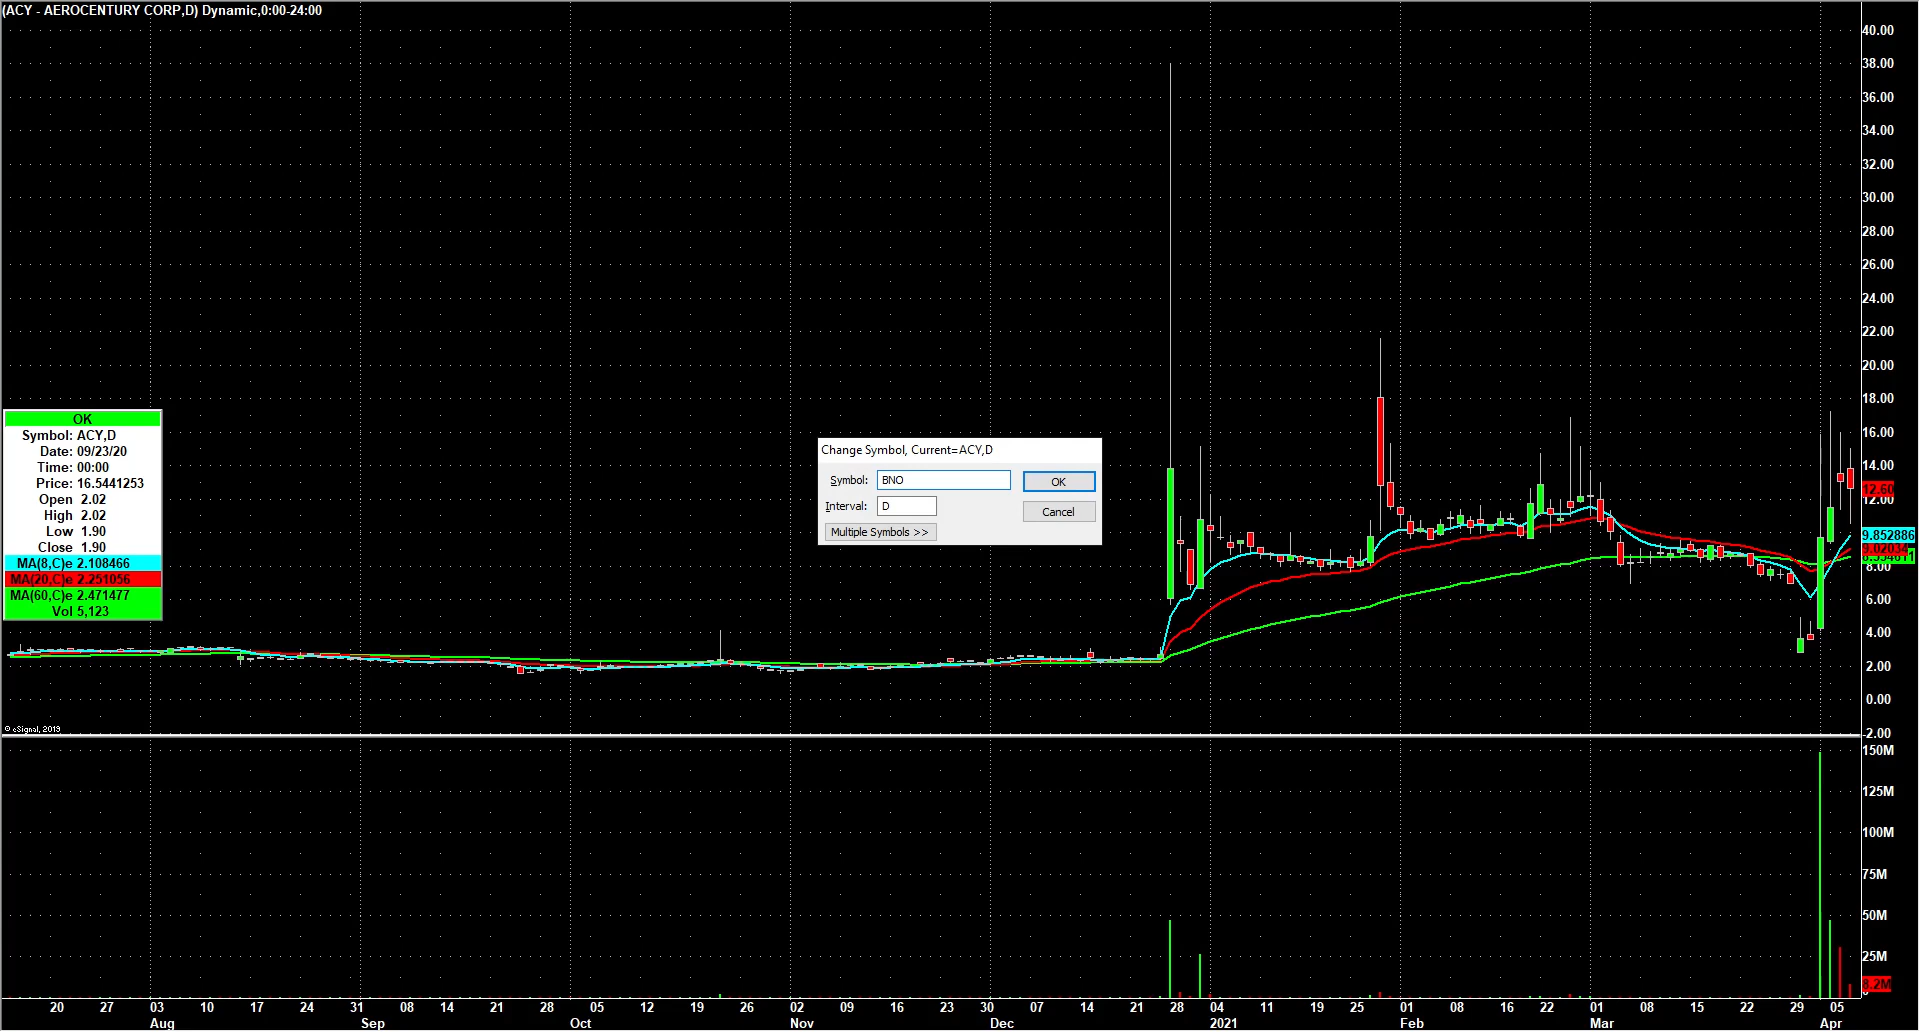 (ACY - AEROCENTURY CORP,D) Dynamic,0:00-24:00
40.00
38.00
36.00
34.00
32.00
30.00
28.00
26.00
24.00
22.00
20.00
18.00
16.00
14.00
12.60
12.00
9.852886
8.00
6.00
4.00
2.00
0.00
-2.00
OK
Symbol: ACY,D
Date: 09/23/20
Time: 00:00
Price: 16.5441253
Open 2.02
High 2.02
Low 1.90
Close 1.90
MA(8,C)e 2.108466
MA(20,C)e 2.251056
MA(60,C)e 2.471477
Vol 5,123
Change Symbol, Current=ACY,D
Symbol: BNO OK
Interval: D Cancel
Multiple Symbols >>
© eSignal, 2019
150M
125M
100M
75M
50M
25M
8.2M
20 27 03 10 17 24 31 08 14 21 28 05 12 19 26 02 09 16 23 30 07 14 21 28 04 11 19 25 01 08 16 22 01 08 15 22 29 05
Aug Sep Oct Nov Dec 2021 Feb Mar Apr